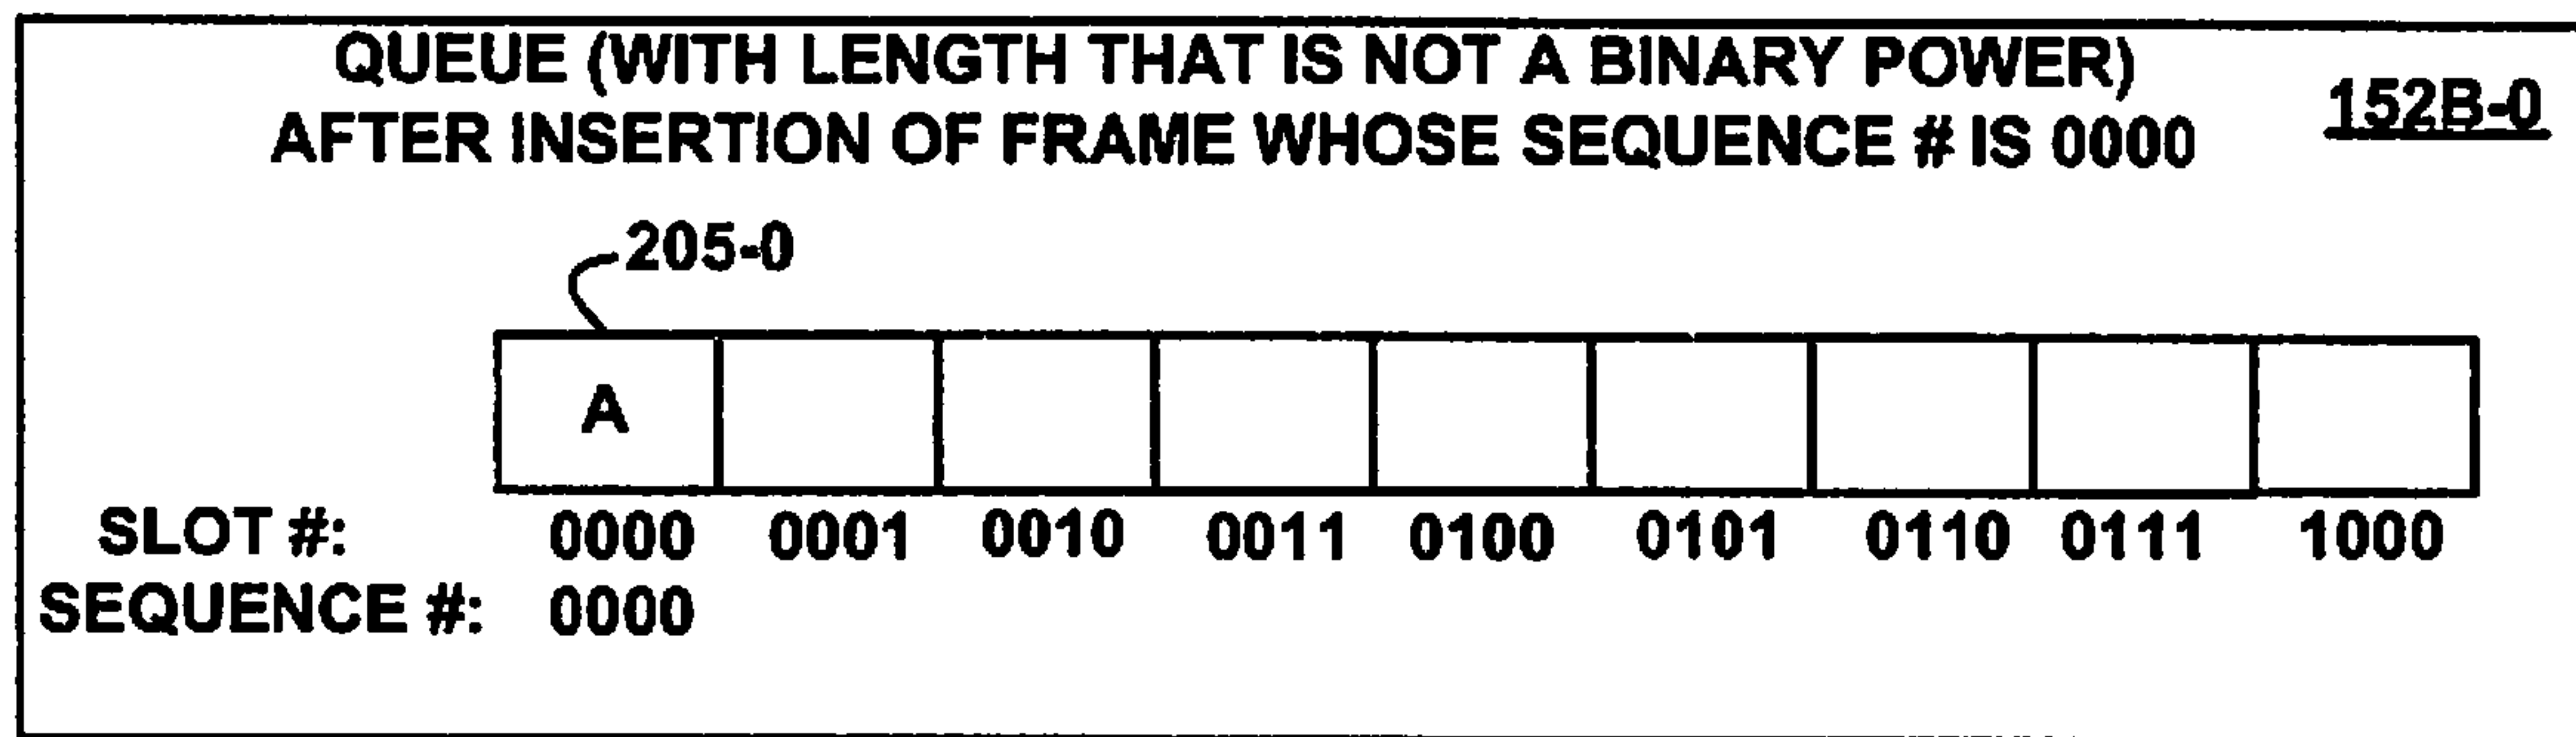 QUEUE (WITH LENGTH THAT IS NOT A BINARY POWER)
AFTER INSERTION OF FRAME WHOSE SEQUENCE # IS 0000
152B-0
205-0
A
SLOT #: 0000 0001 0010 0011 0100 0101 0110 0111 1000
SEQUENCE #: 0000